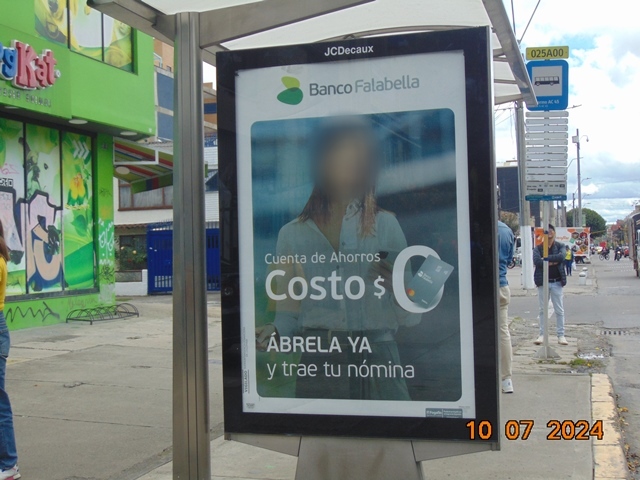 JCDecaux
Banco Falabella
Cuenta de Ahorros
Costo $0
ÁBRELA YA
y trae tu nómina
025A00
10 07 2024